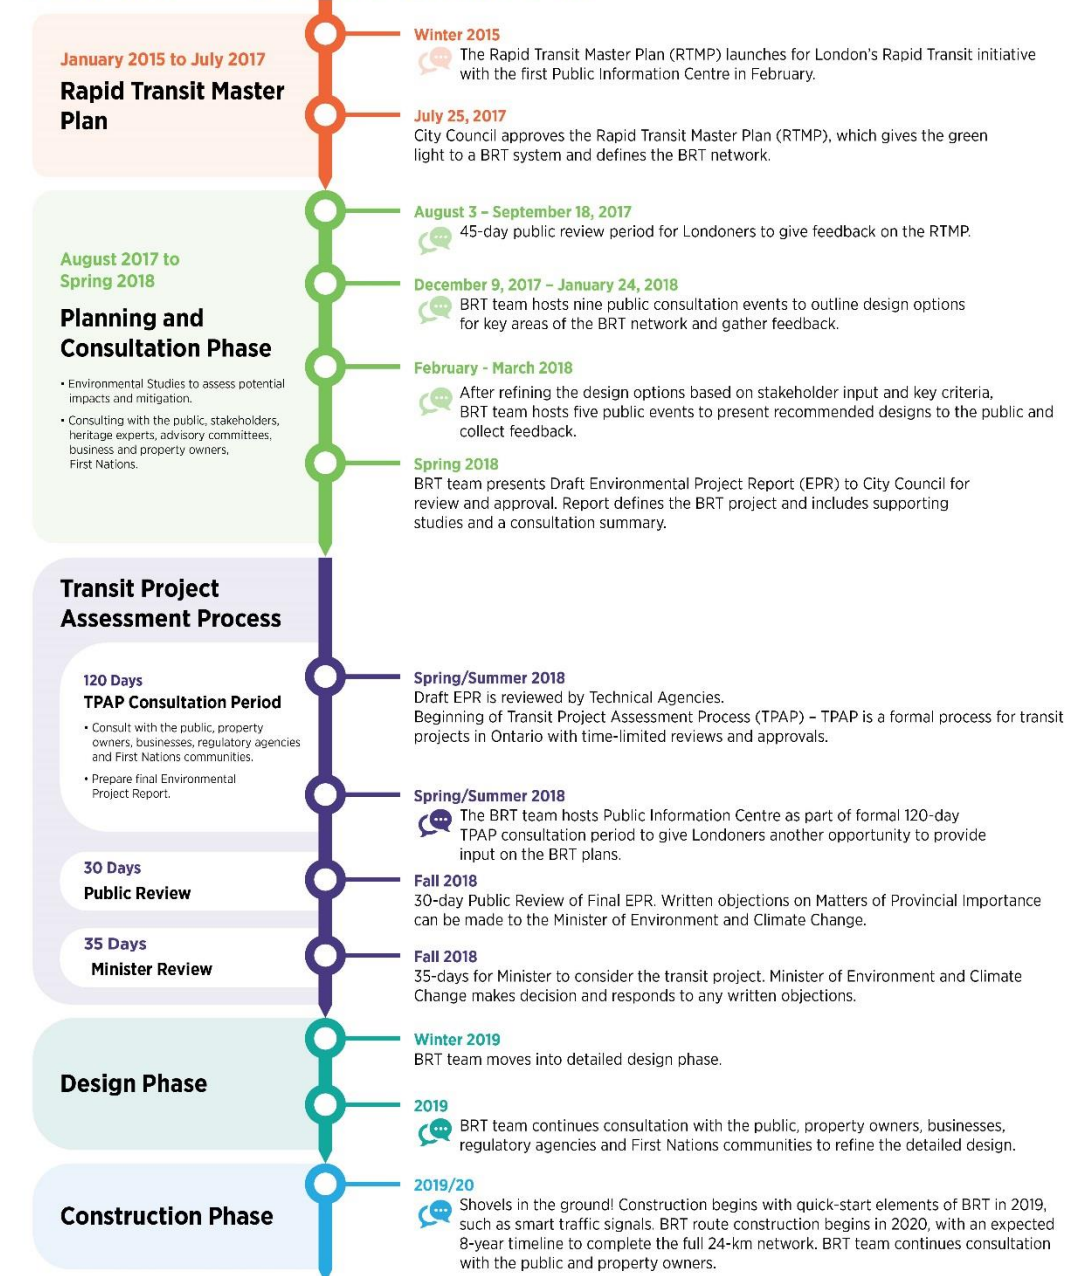 January 2015 to July 2017
Rapid Transit Master
Plan
Winter 2015
The Rapid Transit Master Plan (RTMP) launches for London's Rapid Transit initiative
with the first Public Information Centre in February.
July 25, 2017
City Council approves the Rapid Transit Master Plan (RTMP), which gives the green
light to a BRT system and defines the BRT network.
August 2017 to
Spring 2018
Planning and
Consultation Phase
• Environmental Studies to assess potential
impacts and mitigation.
• Consulting with the public, stakeholders,
heritage experts, advisory committees,
business and property owners,
First Nations.
August 3 – September 18, 2017
45-day public review period for Londoners to give feedback on the RTMP.
December 9, 2017 – January 24, 2018
BRT team hosts nine public consultation events to outline design options
for key areas of the BRT network and gather feedback.
February - March 2018
After refining the design options based on stakeholder input and key criteria,
BRT team hosts five public events to present recommended designs to the public and
collect feedback.
Spring 2018
BRT team presents Draft Environmental Project Report (EPR) to City Council for
review and approval. Report defines the BRT project and includes supporting
studies and a consultation summary.
Transit Project
Assessment Process
120 Days
TPAP Consultation Period
• Consult with the public, property
owners, businesses, regulatory agencies
and First Nations communities.
• Prepare final Environmental
Project Report.
Spring/Summer 2018
Draft EPR is reviewed by Technical Agencies.
Beginning of Transit Project Assessment Process (TPAP) – TPAP is a formal process for transit
projects in Ontario with time-limited reviews and approvals.
Spring/Summer 2018
The BRT team hosts Public Information Centre as part of formal 120-day
TPAP consultation period to give Londoners another opportunity to provide
input on the BRT plans.
30 Days
Public Review
Fall 2018
30-day Public Review of Final EPR. Written objections on Matters of Provincial Importance
can be made to the Minister of Environment and Climate Change.
35 Days
Minister Review
Fall 2018
35-days for Minister to consider the transit project. Minister of Environment and Climate
Change makes decision and responds to any written objections.
Design Phase
Winter 2019
BRT team moves into detailed design phase.
2019
BRT team continues consultation with the public, property owners, businesses,
regulatory agencies and First Nations communities to refine the detailed design.
Construction Phase
2019/20
Shovels in the ground! Construction begins with quick-start elements of BRT in 2019,
such as smart traffic signals. BRT route construction begins in 2020, with an expected
8-year timeline to complete the full 24-km network. BRT team continues consultation
with the public and property owners.